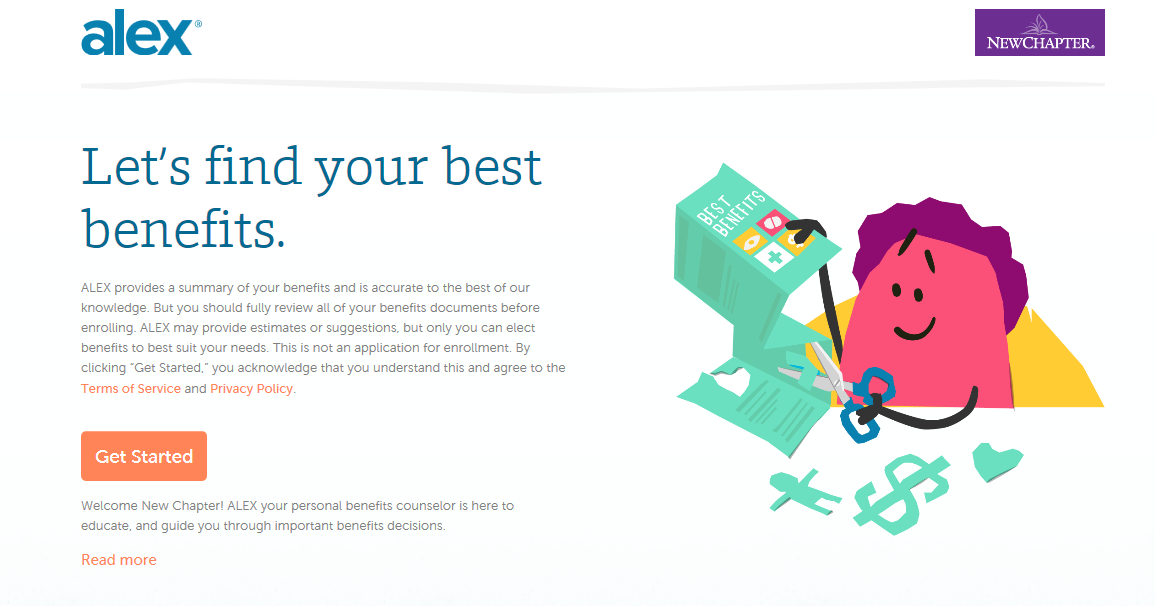 alex®
NEWCHAPTER®
Let's find your best
benefits.
BEST
BENEFITS
ALEX provides a summary of your benefits and is accurate to the best of our
knowledge. But you should fully review all of your benefits documents before
enrolling. ALEX may provide estimates or suggestions, but only you can elect
benefits to best suit your needs. This is not an application for enrollment. By
clicking “Get Started,” you acknowledge that you understand this and agree to the
Terms of Service and Privacy Policy.
Get Started
Welcome New Chapter! ALEX your personal benefits counselor is here to
educate, and guide you through important benefits decisions.
Read more